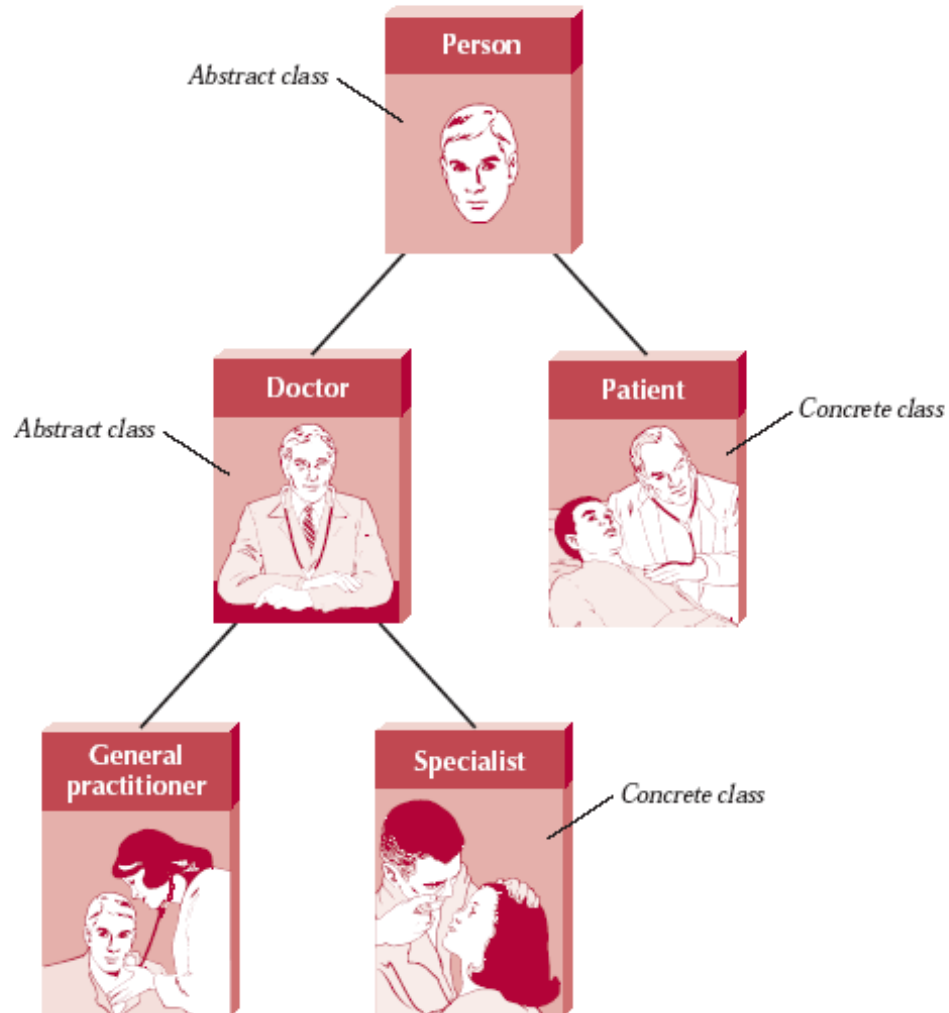 Person
Abstract class
Doctor
Patient
Concrete class
Abstract class
General
practitioner
Specialist
Concrete class